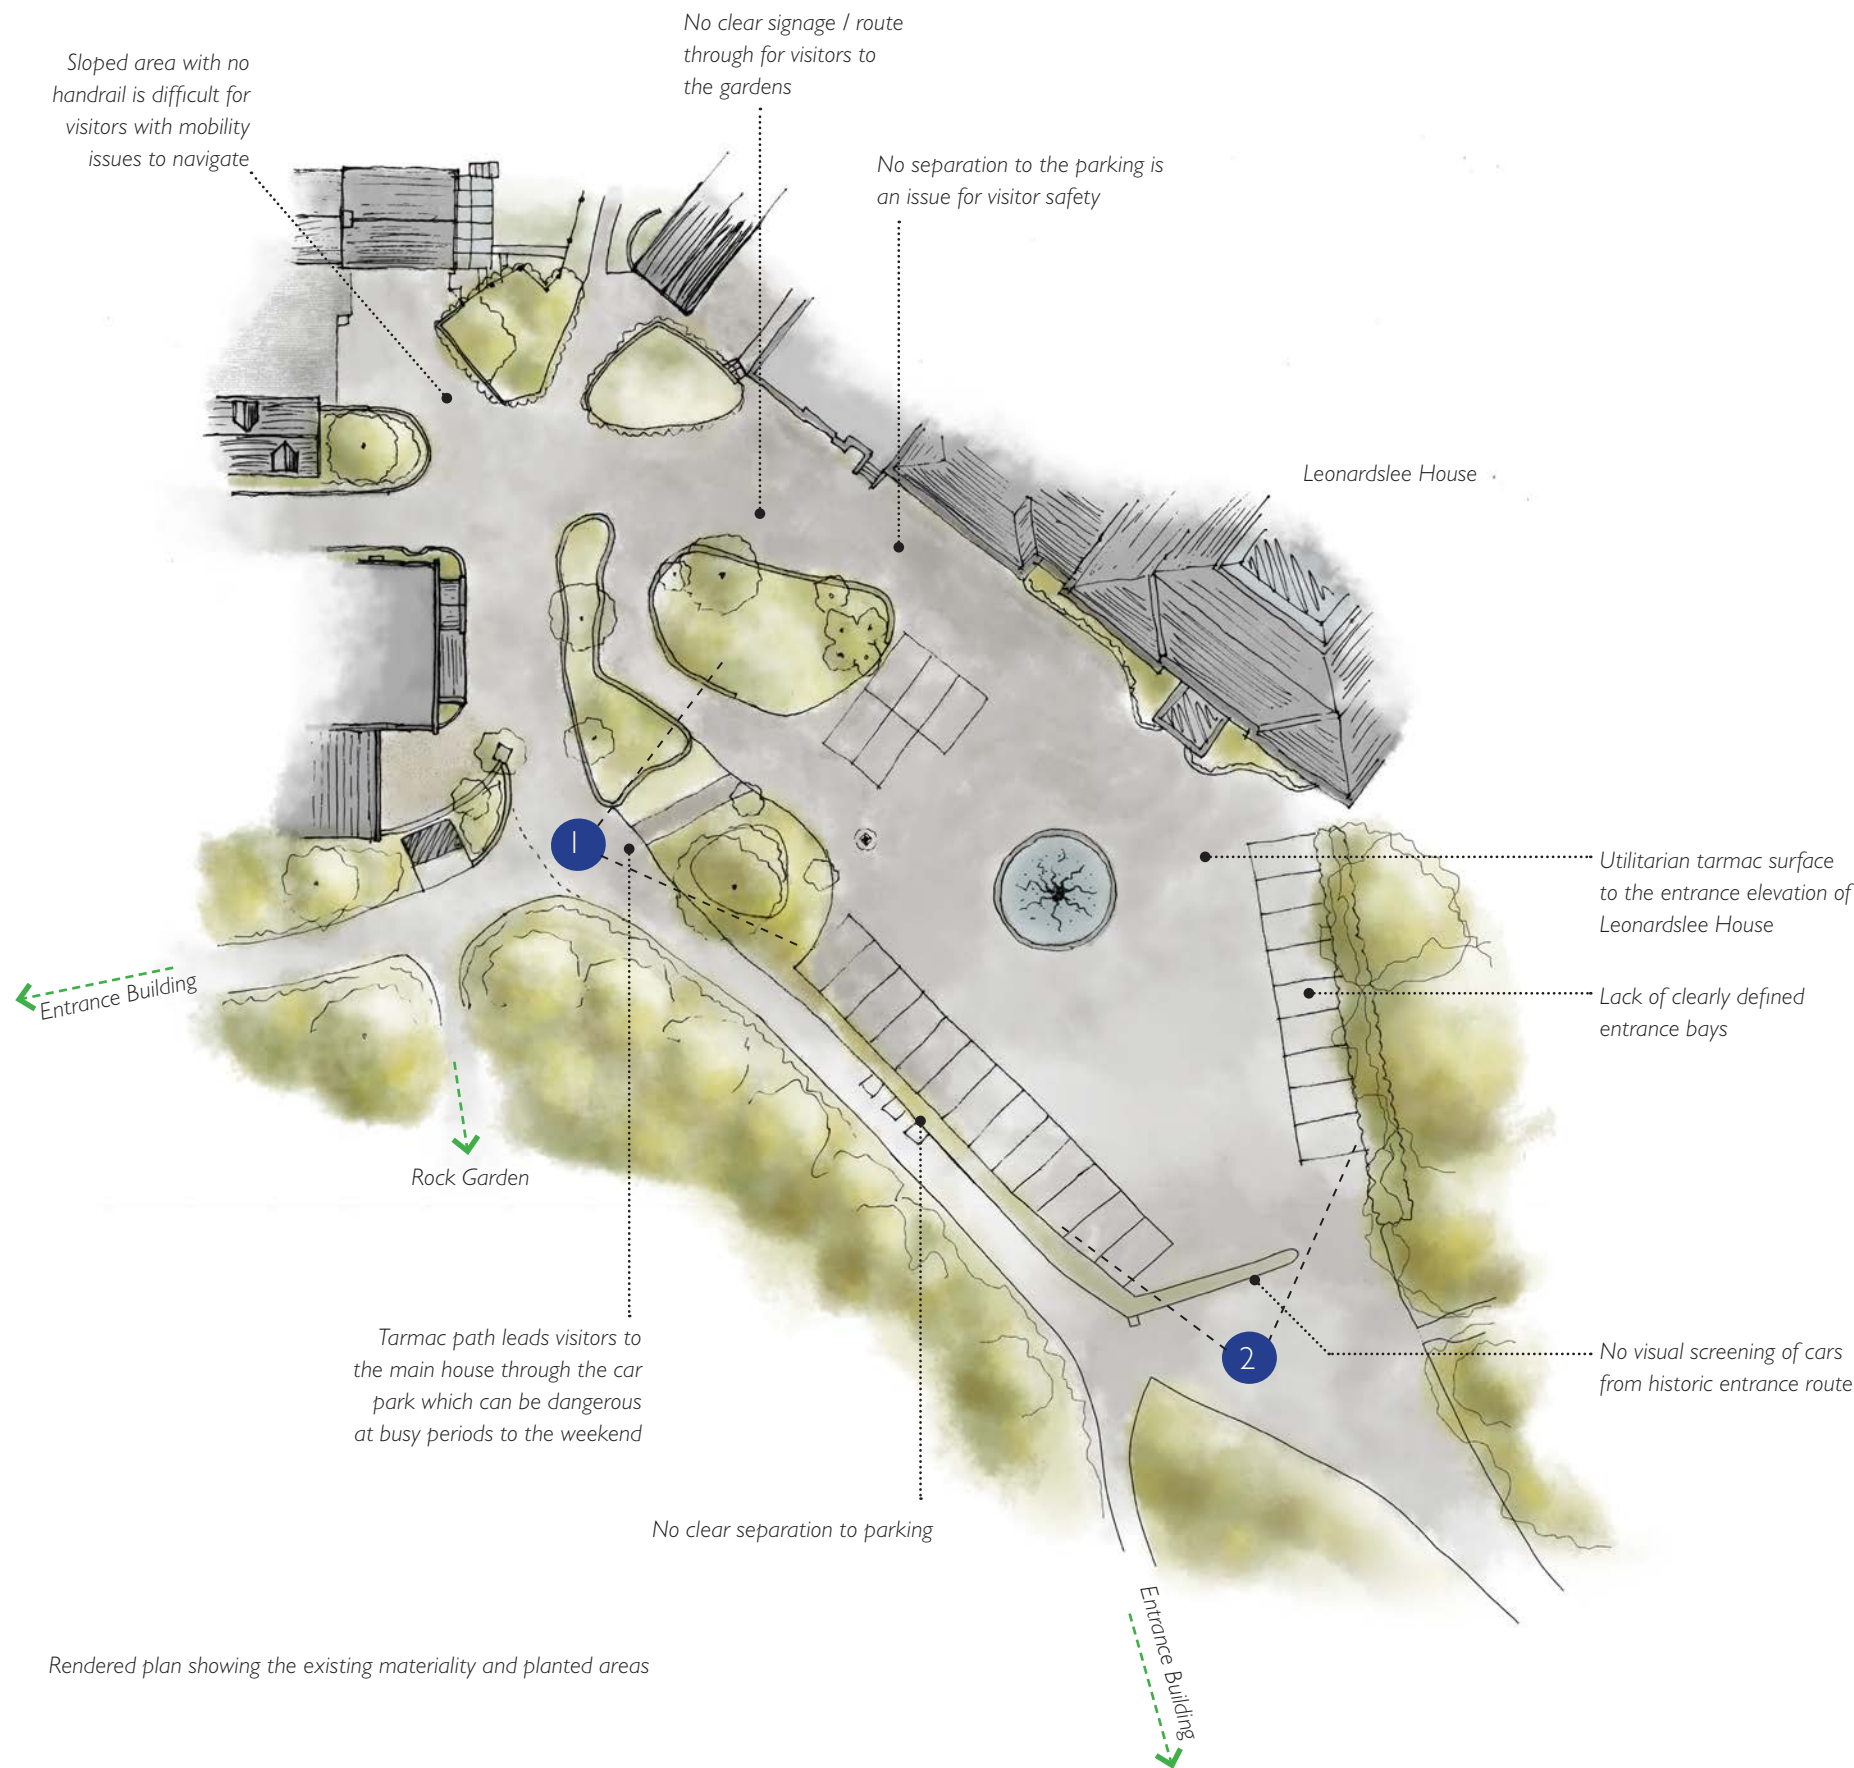 No clear signage / route
through for visitors to
the gardens
Sloped area with no
handrail is difficult for
visitors with mobility
issues to navigate
No separation to the parking is
an issue for visitor safety
Leonardslee House
1
Utilitarian tarmac surface
to the entrance elevation of
Leonardslee House
Lack of clearly defined
entrance bays
Entrance Building
Rock Garden
Tarmac path leads visitors to
the main house through the car
park which can be dangerous
at busy periods to the weekend
2
No visual screening of cars
from historic entrance route
No clear separation to parking
Entrance Building
Rendered plan showing the existing materiality and planted areas